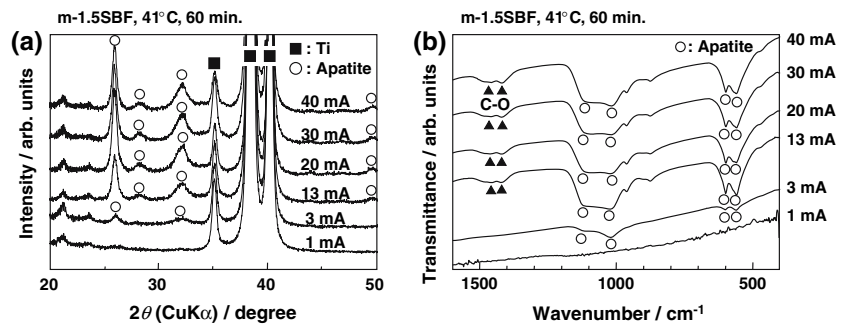 m-1.5SBF, 41°C, 60 min.
(a)
■ : Ti
○ : Apatite
40 mA
30 mA
20 mA
13 mA
3 mA
1 mA
Intensity / arb. units
20 30 40 50
2θ (CuKα) / degree
m-1.5SBF, 41°C, 60 min.
(b)
○ : Apatite
40 mA
30 mA
20 mA
13 mA
3 mA
1 mA
C-O
Transmittance / arb. units
1500 1000 500
Wavenumber / cm-1